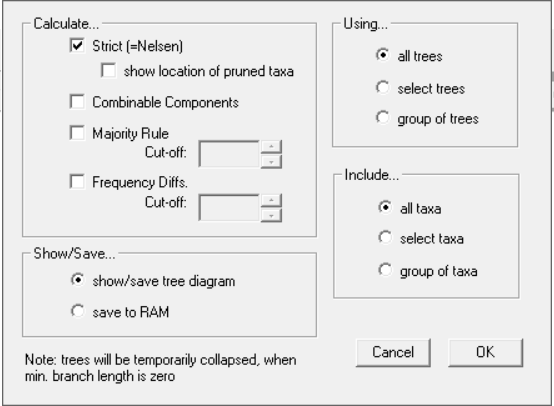 Calculate...
Strict (=Nelsen)
show location of pruned taxa
Combinable Components
Majority Rule
Cut-off:
Frequency Diffs.
Cut-off:
Show/Save...
show/save tree diagram
save to RAM
Note: trees will be temporarily collapsed, when
min. branch length is zero
Using...
all trees
select trees
group of trees
Include...
all taxa
select taxa
group of taxa
Cancel
OK